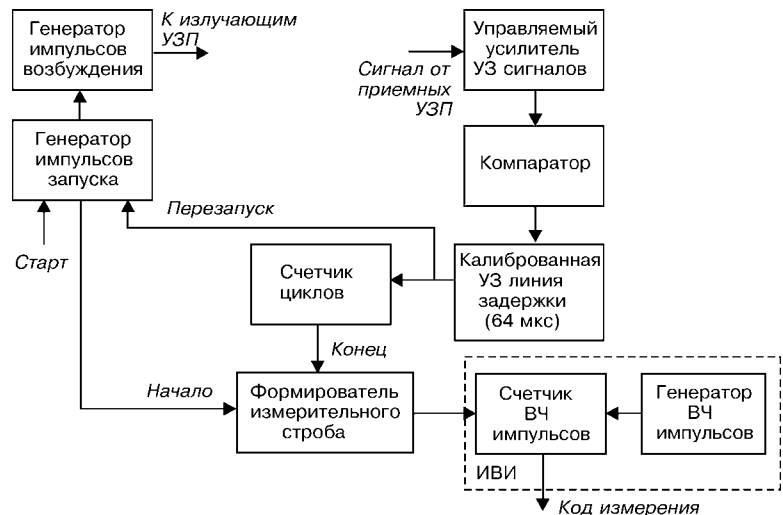 Генератор
импульсов
возбуждения
К излучающим
УЗП
Сигнал от
приемных
УЗП
Управляемый
усилитель
УЗ сигналов
Генератор
импульсов
запуска
Компаратор
Перезапуск
Старт
Счетчик
циклов
Калиброванная
УЗ линия
задержки
(64 мкс)
Конец
Начало
Формирователь
измерительного
строба
Счетчик
ВЧ
импульсов
Генератор
ВЧ
импульсов
ИВИ
Код измерения